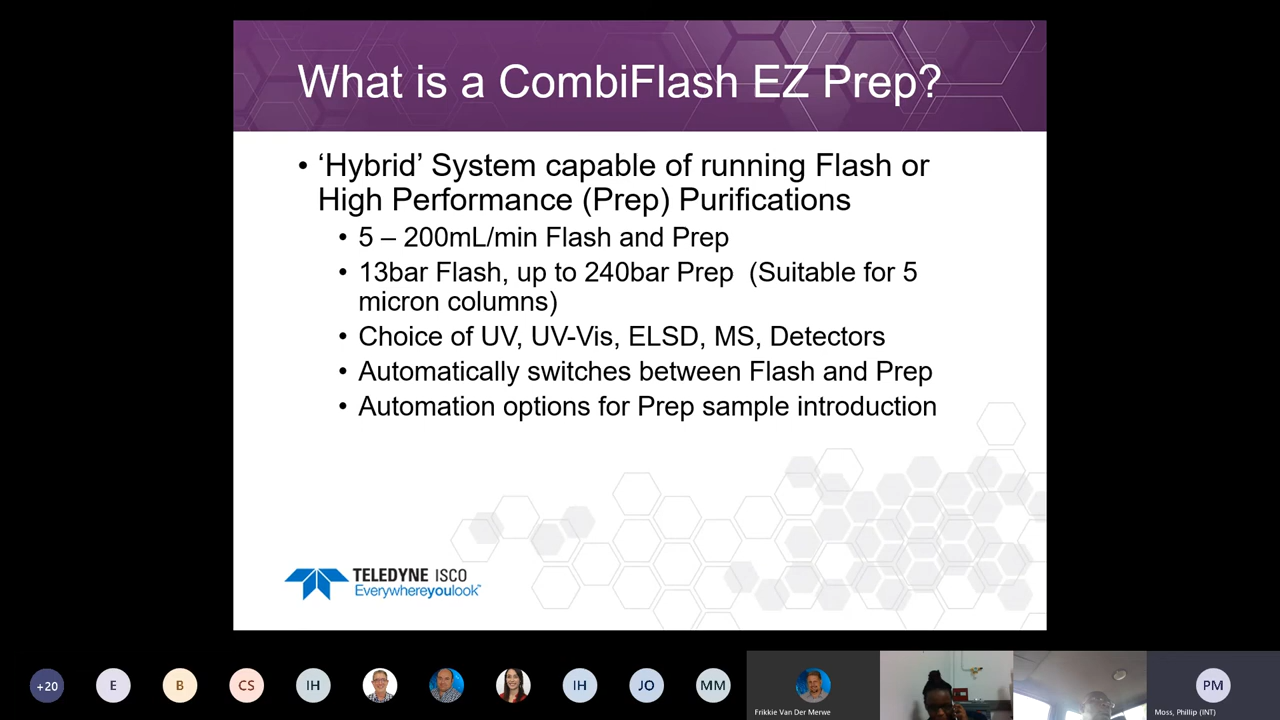 What is a CombiFlash EZ Prep?
• ‘Hybrid’ System capable of running Flash or
High Performance (Prep) Purifications
• 5 – 200mL/min Flash and Prep
• 13bar Flash, up to 240bar Prep (Suitable for 5
micron columns)
• Choice of UV, UV-Vis, ELSD, MS, Detectors
• Automatically switches between Flash and Prep
• Automation options for Prep sample introduction
TELEDYNE ISCO
Everywhereyoulook™
+20
E
B
CS
IH
IH
JO
MM
Frikkie Van Der Merwe
PM
Moss, Phillip (INT)